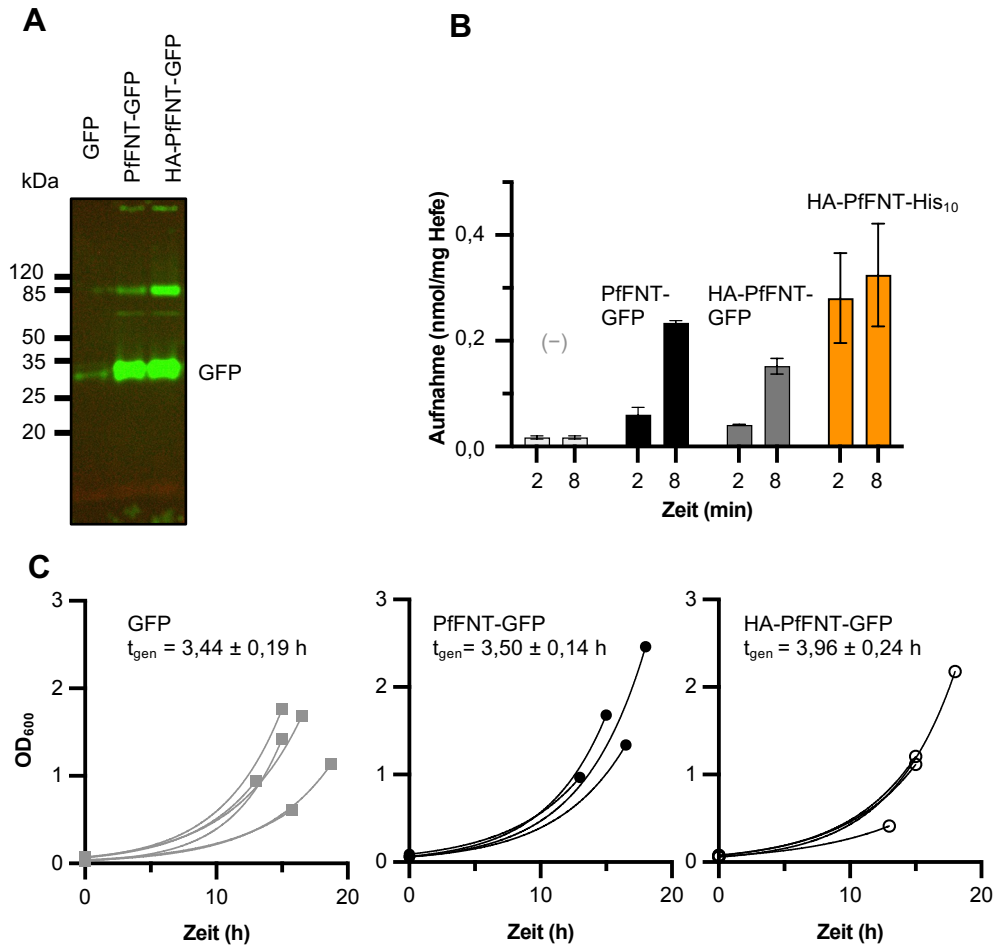 A
GFP
PfFNT-GFP
HA-PfFNT-GFP
kDa
120
85
50
35
25
20
GFP
B
Aufnahme (nmol/mg Hefe)
0,4
0,2
0,0
(−)
PfFNT-
GFP
HA-PfFNT-
GFP
HA-PfFNT-His₁₀
2 8 2 8 2 8 2 8
Zeit (min)
C
OD₆₀₀
3
2
1
0
GFP
t_gen = 3,44 ± 0,19 h
0 10 20
Zeit (h)
3
2
1
0
PfFNT-GFP
t_gen= 3,50 ± 0,14 h
0 10 20
Zeit (h)
3
2
1
0
HA-PfFNT-GFP
t_gen = 3,96 ± 0,24 h
0 10 20
Zeit (h)